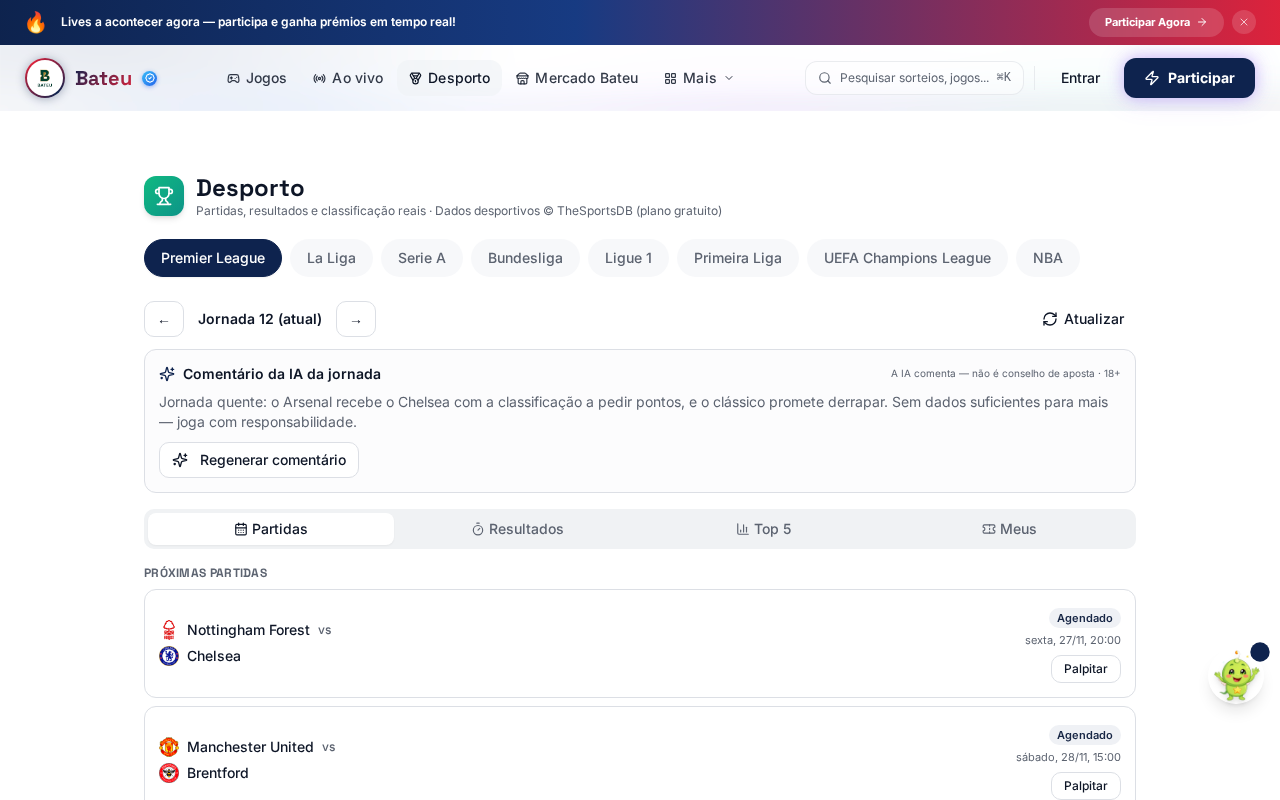 Lives a acontecer agora — participa e ganha prémios em tempo real!
Participar Agora →
Bateu
Jogos
Ao vivo
Desporto
Mercado Bateu
Mais
Pesquisar sorteios, jogos... ⌘K
Entrar
Participar
Desporto
Partidas, resultados e classificação reais · Dados desportivos © TheSportsDB (plano gratuito)
Premier League
La Liga
Serie A
Bundesliga
Ligue 1
Primeira Liga
UEFA Champions League
NBA
←
Jornada 12 (atual)
→
Atualizar
Comentário da IA da jornada
A IA comenta — não é conselho de aposta · 18+
Jornada quente: o Arsenal recebe o Chelsea com a classificação a pedir pontos, e o clássico promete derrapar. Sem dados suficientes para mais
— joga com responsabilidade.
Regenerar comentário
Partidas
Resultados
Top 5
Meus
PRÓXIMAS PARTIDAS
Nottingham Forest vs
Chelsea
Agendado
sexta, 27/11, 20:00
Palpitar
Manchester United vs
Brentford
Agendado
sábado, 28/11, 15:00
Palpitar